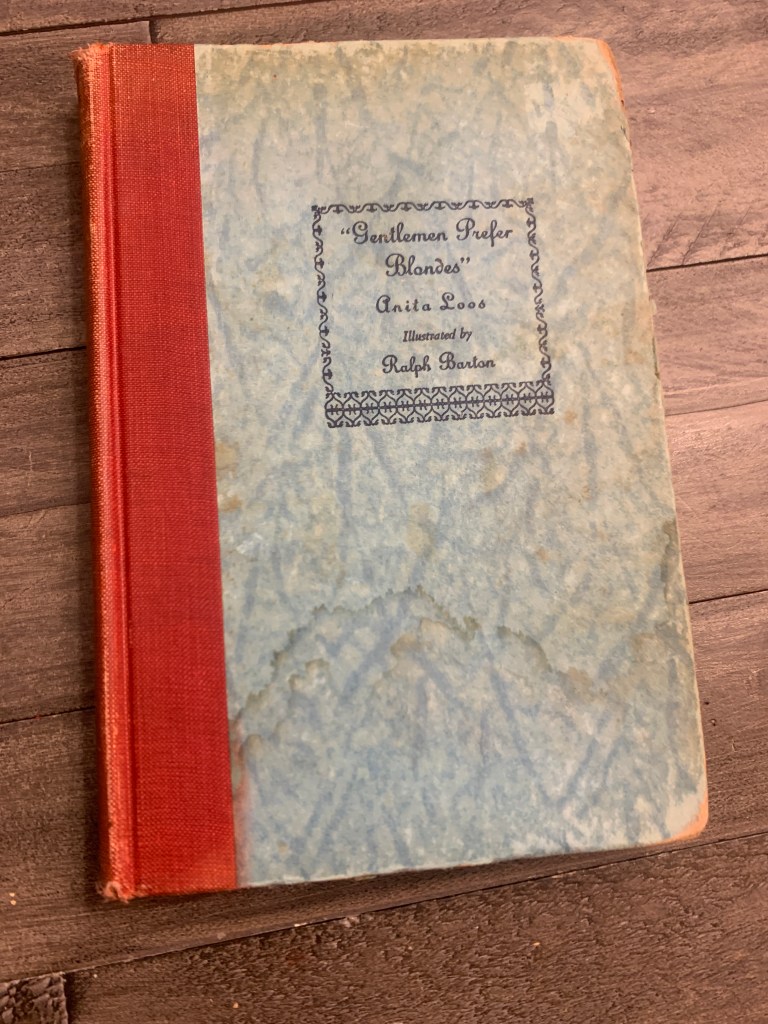 "Gentlemen Prefer
Blondes"
Anita Loos
Illustrated by
Ralph Barton